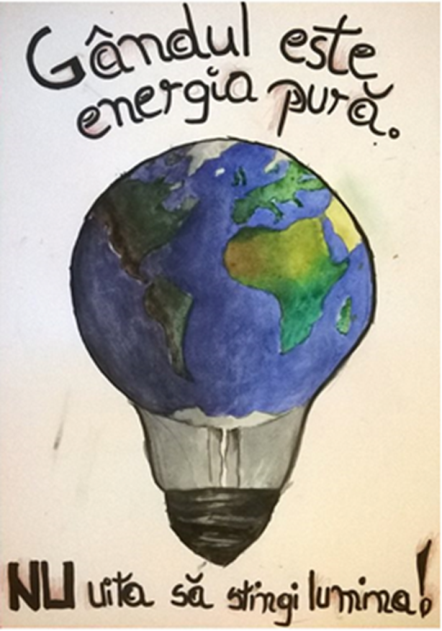 Gândul este
energia pură.
NU uita să stingi lumina!